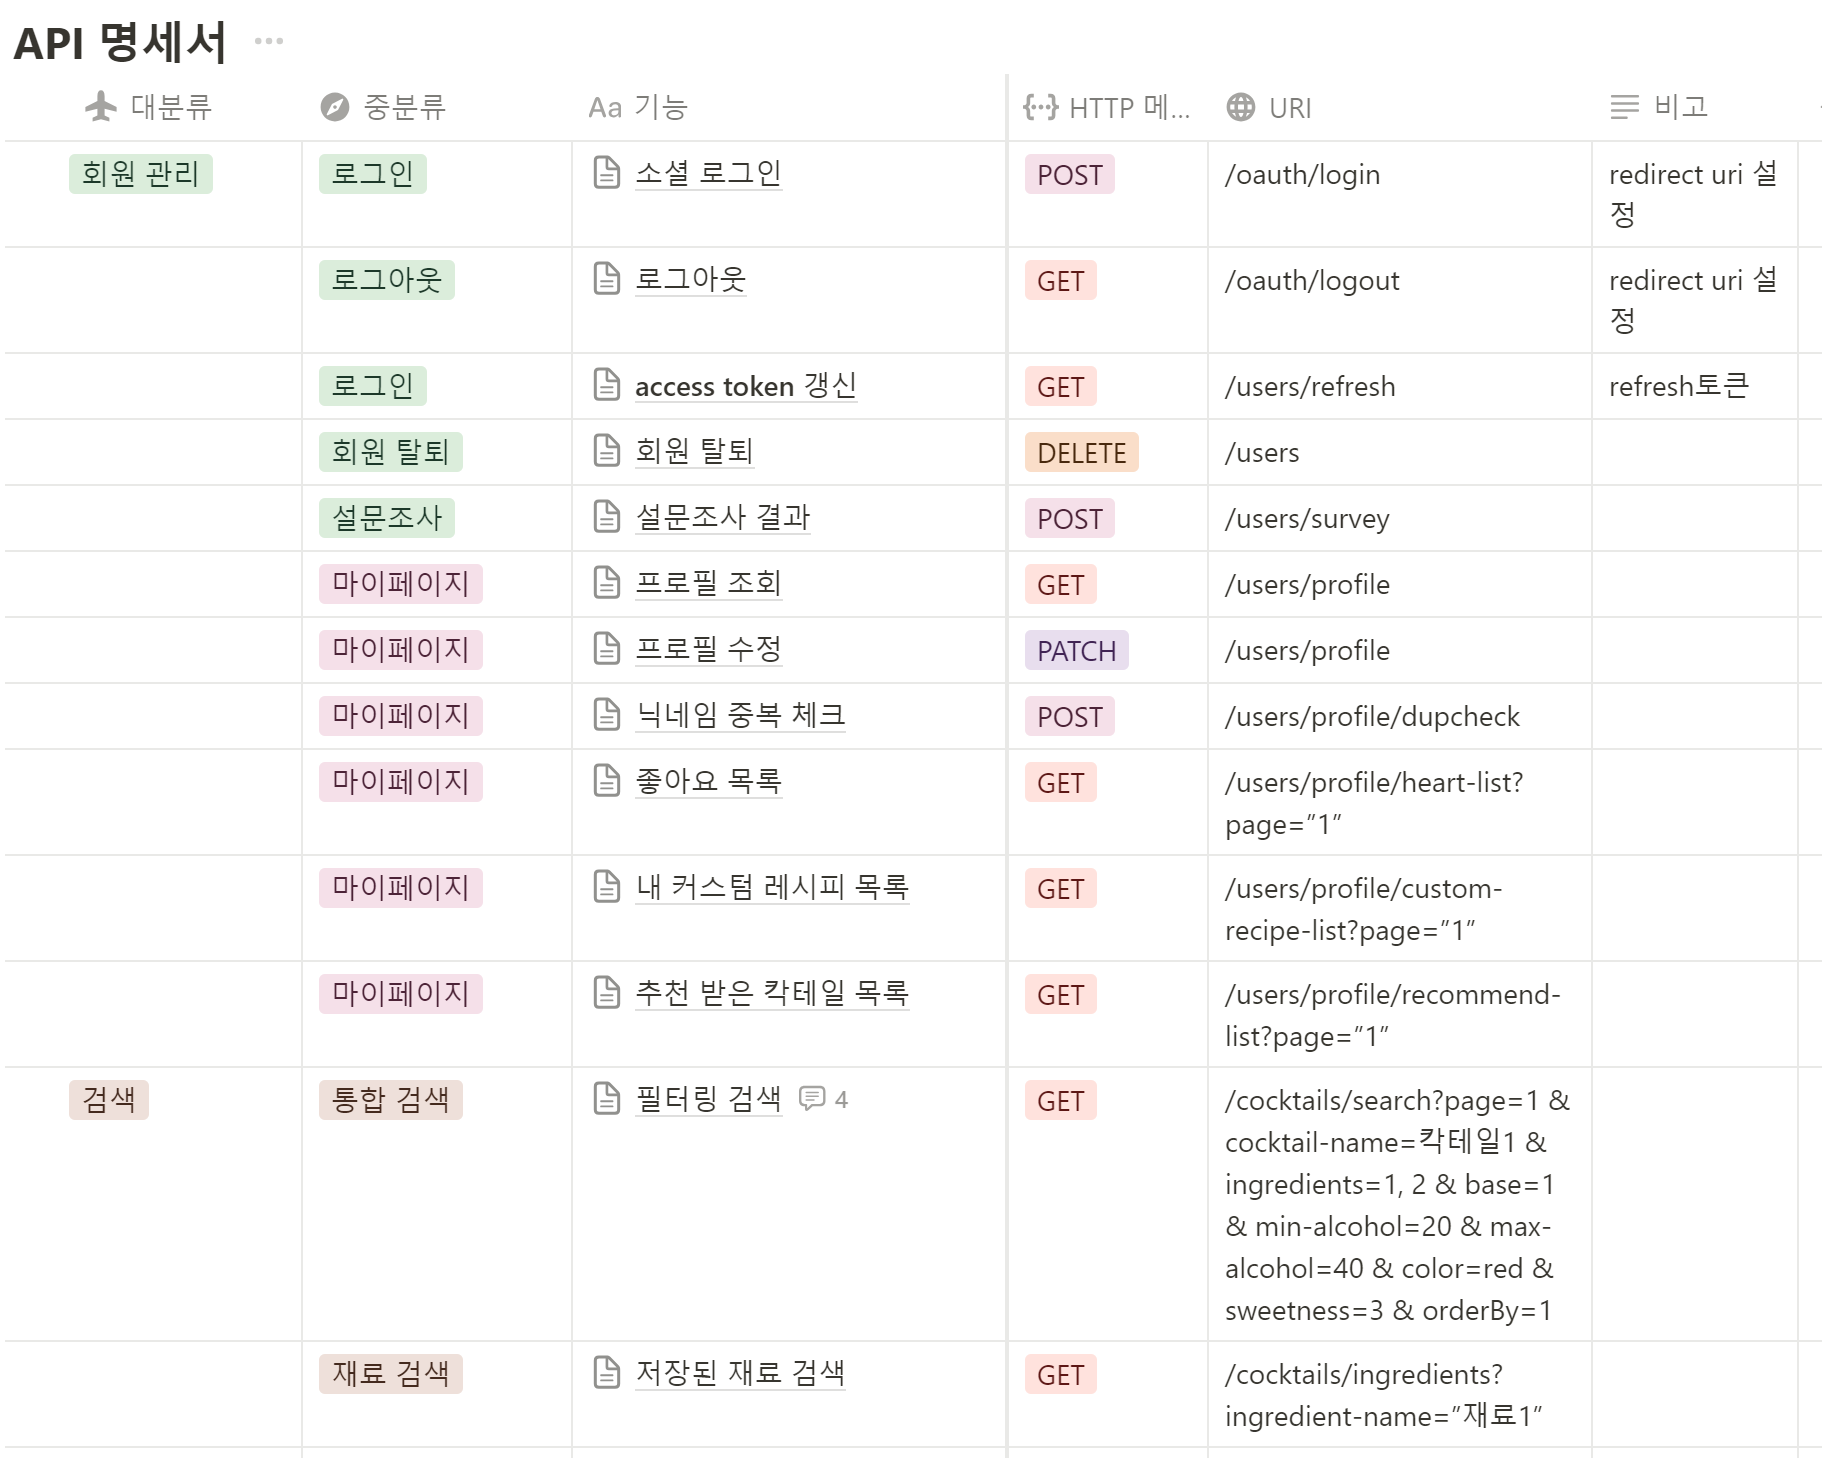 API 명세서
대분류 중분류 Aa 기능 HTTP 메... URI 비고
회원 관리 로그인 소셜 로그인 POST /oauth/login redirect uri 설
정
로그아웃 로그아웃 GET /oauth/logout redirect uri 설
정
로그인 access token 갱신 GET /users/refresh refresh토큰
회원 탈퇴 회원 탈퇴 DELETE /users
설문조사 설문조사 결과 POST /users/survey
마이페이지 프로필 조회 GET /users/profile
마이페이지 프로필 수정 PATCH /users/profile
마이페이지 닉네임 중복 체크 POST /users/profile/dupcheck
마이페이지 좋아요 목록 GET /users/profile/heart-list?
page=”1”
마이페이지 내 커스텀 레시피 목록 GET /users/profile/custom-
recipe-list?page=”1”
마이페이지 추천 받은 칵테일 목록 GET /users/profile/recommend-
list?page=”1”
검색 통합 검색 필터링 검색 4 GET /cocktails/search?page=1 &
cocktail-name=칵테일1 &
ingredients=1, 2 & base=1
& min-alcohol=20 & max-
alcohol=40 & color=red &
sweetness=3 & orderBy=1
재료 검색 저장된 재료 검색 GET /cocktails/ingredients?
ingredient-name=”재료1”